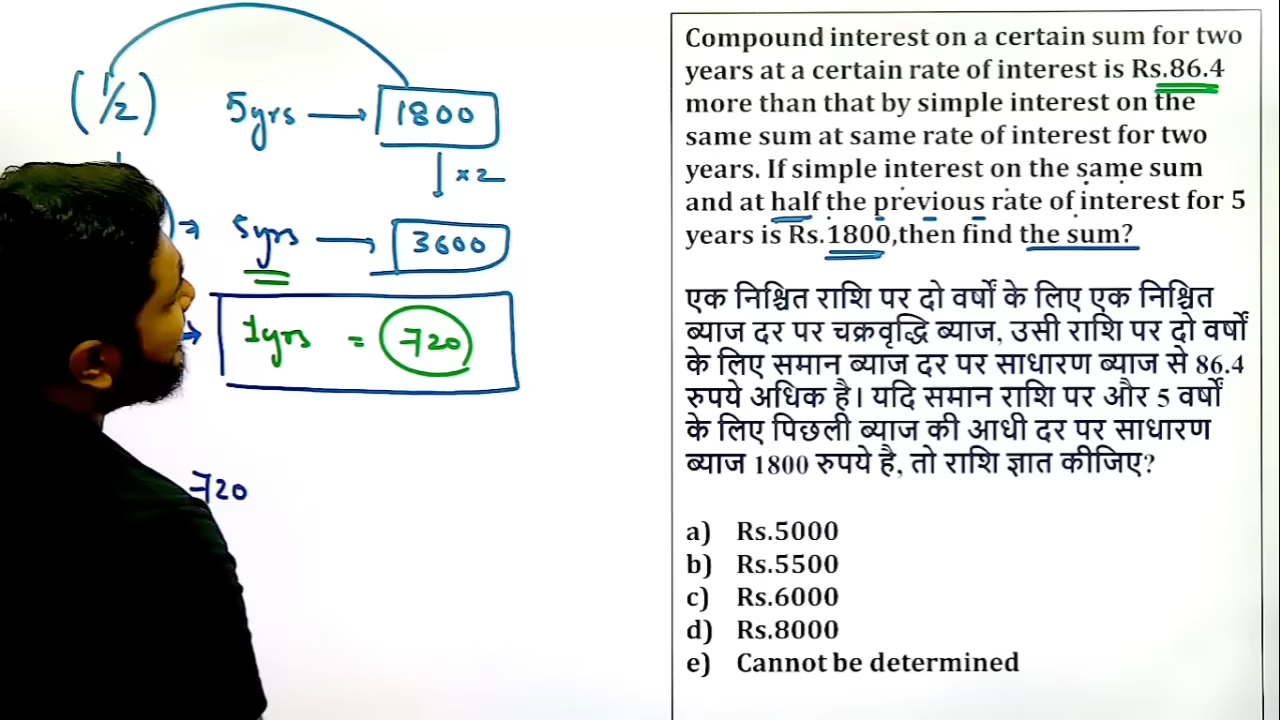 (1/2) 5yrs → 1800
↓ ×2
→ 5yrs → 3600
→ 1yrs = 720
720
Compound interest on a certain sum for two
years at a certain rate of interest is Rs.86.4
more than that by simple interest on the
same sum at same rate of interest for two
years. If simple interest on the same sum
and at half the previous rate of interest for 5
years is Rs.1800,then find the sum?
एक निश्चित राशि पर दो वर्षों के लिए एक निश्चित
ब्याज दर पर चक्रवृद्धि ब्याज, उसी राशि पर दो वर्षों
के लिए समान ब्याज दर पर साधारण ब्याज से 86.4
रुपये अधिक है। यदि समान राशि पर और 5 वर्षों
के लिए पिछली ब्याज की आधी दर पर साधारण
ब्याज 1800 रुपये है, तो राशि ज्ञात कीजिए?
a) Rs.5000
b) Rs.5500
c) Rs.6000
d) Rs.8000
e) Cannot be determined